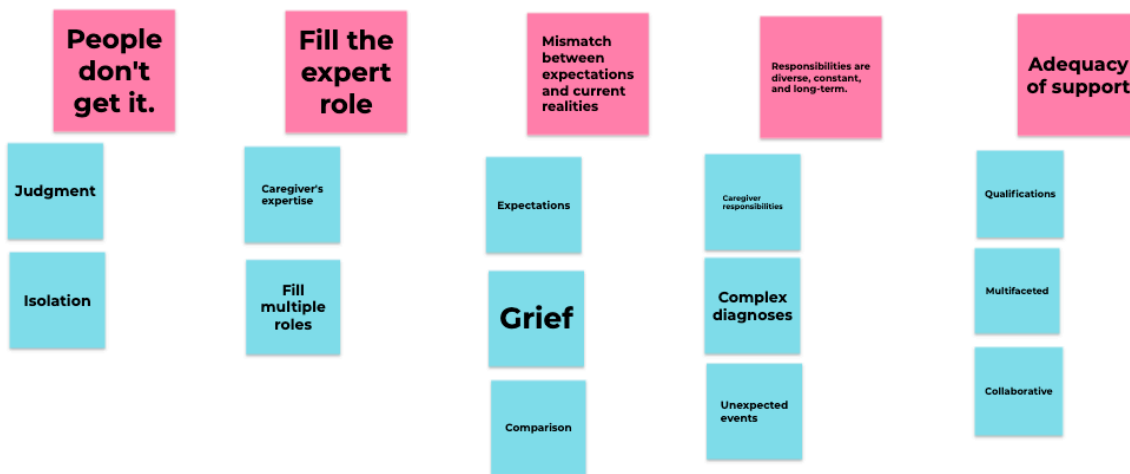 People
don't
get it.
Fill the
expert
role
Mismatch
between
expectations
and current
realities
Responsibilities are
diverse, constant,
and long-term.
Adequacy
of support
Judgment
Isolation
Caregiver's
expertise
Fill
multiple
roles
Expectations
Grief
Comparison
Caregiver
responsibilities
Complex
diagnoses
Unexpected
events
Qualifications
Multifaceted
Collaborative